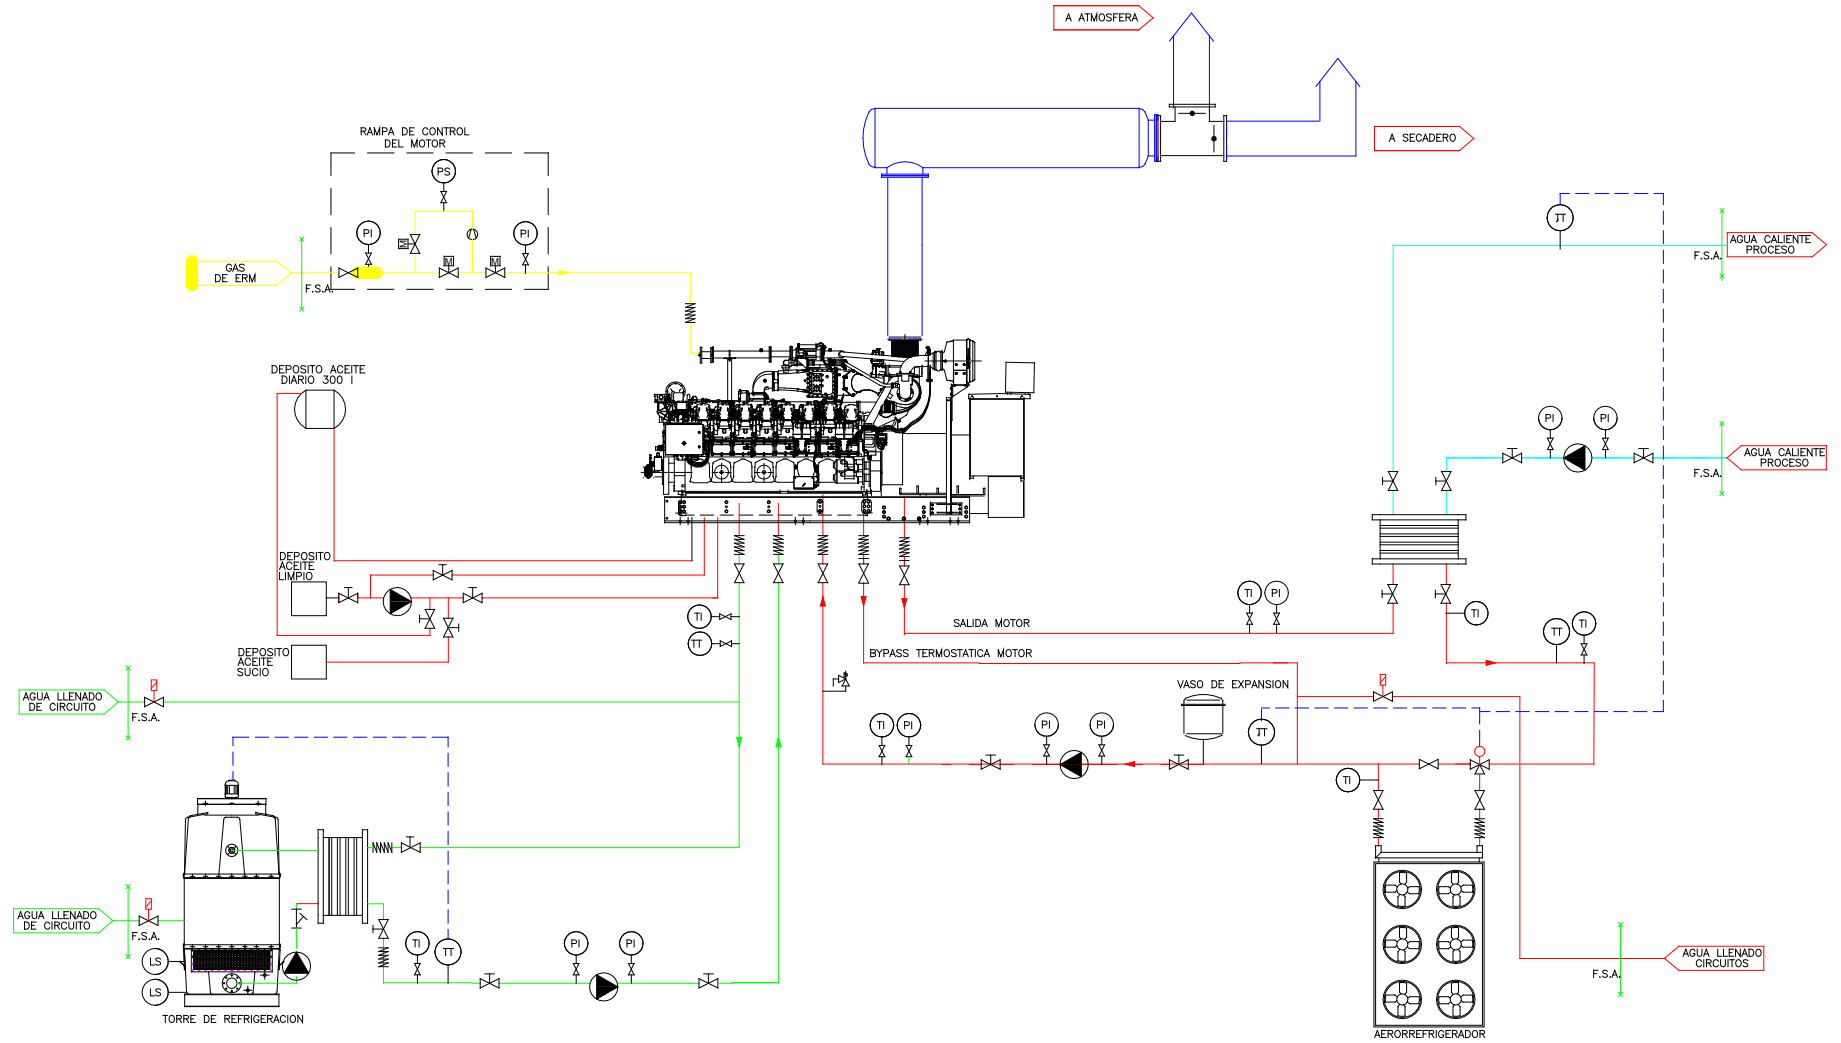 A ATMOSFERA
A SECADERO
RAMPA DE CONTROL
DEL MOTOR
PS
PI
PI
M
M
M
GAS
DE ERM
F.S.A.
TT
AGUA CALIENTE
PROCESO
F.S.A.
DEPOSITO ACEITE
DIARIO 300 l
PI
PI
AGUA CALIENTE
PROCESO
F.S.A.
DEPOSITO
ACEITE
LIMPIO
TI
TT
TI
PI
TI
SALIDA MOTOR
TT
TI
BYPASS TERMOSTATICA MOTOR
DEPOSITO
ACEITE
SUCIO
AGUA LLENADO
DE CIRCUITO
F.S.A.
VASO DE EXPANSION
TI
PI
PI
PI
TT
TI
AGUA LLENADO
DE CIRCUITO
F.S.A.
LS
LS
TI
TT
PI
PI
TORRE DE REFRIGERACION
AGUA LLENADO
CIRCUITOS
F.S.A.
AERORREFRIGERADOR